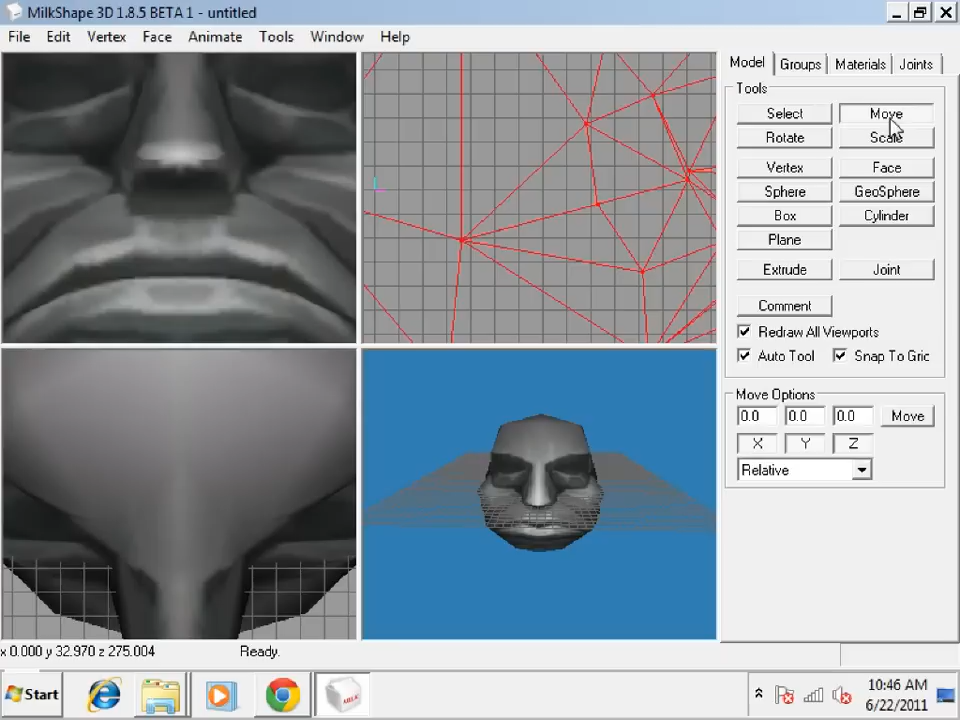 MilkShape 3D 1.8.5 BETA 1 - untitled
File Edit Vertex Face Animate Tools Window Help
Model Groups Materials Joints
Tools
Select Move
Rotate Scale
Vertex Face
Sphere GeoSphere
Box Cylinder
Plane
Extrude Joint
Comment
Redraw All Viewports
Auto Tool Snap To Gric
Move Options
0.0 0.0 0.0 Move
X Y Z
Relative
x 0.000 y 32.970 z 275.004 Ready.
Start 10:46 AM
6/22/2011